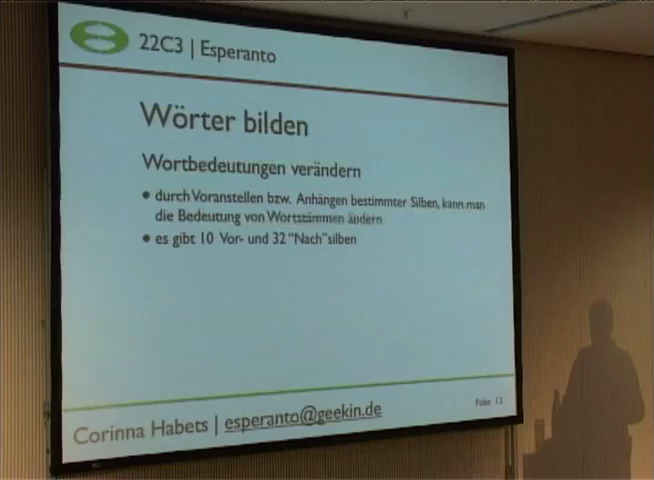 22C3 | Esperanto
Wörter bilden
Wortbedeutungen verändern
• durch Voranstellen bzw. Anhängen bestimmter Silben, kann man
die Bedeutung von Wortstämmen ändern
• es gibt 10 Vor- und 32 "Nach"silben
Corinna Habets | esperanto@geekin.de
Folie 13